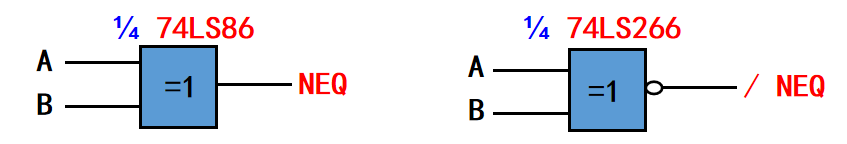 ¼ 74LS86
A
B
=1
NEQ
¼ 74LS266
A
B
=1
/ NEQ